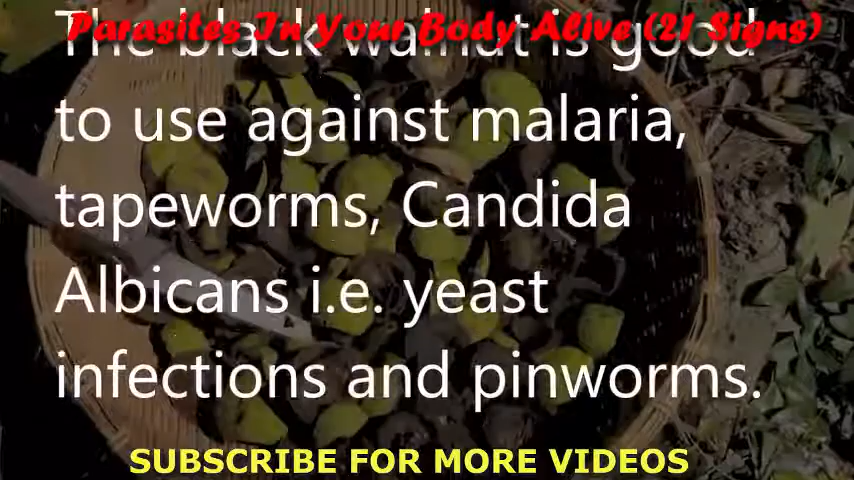 Parasites In Your Body Alive (21 Signs)
The black walnut is good
to use against malaria,
tapeworms, Candida
Albicans i.e. yeast
infections and pinworms.
SUBSCRIBE FOR MORE VIDEOS